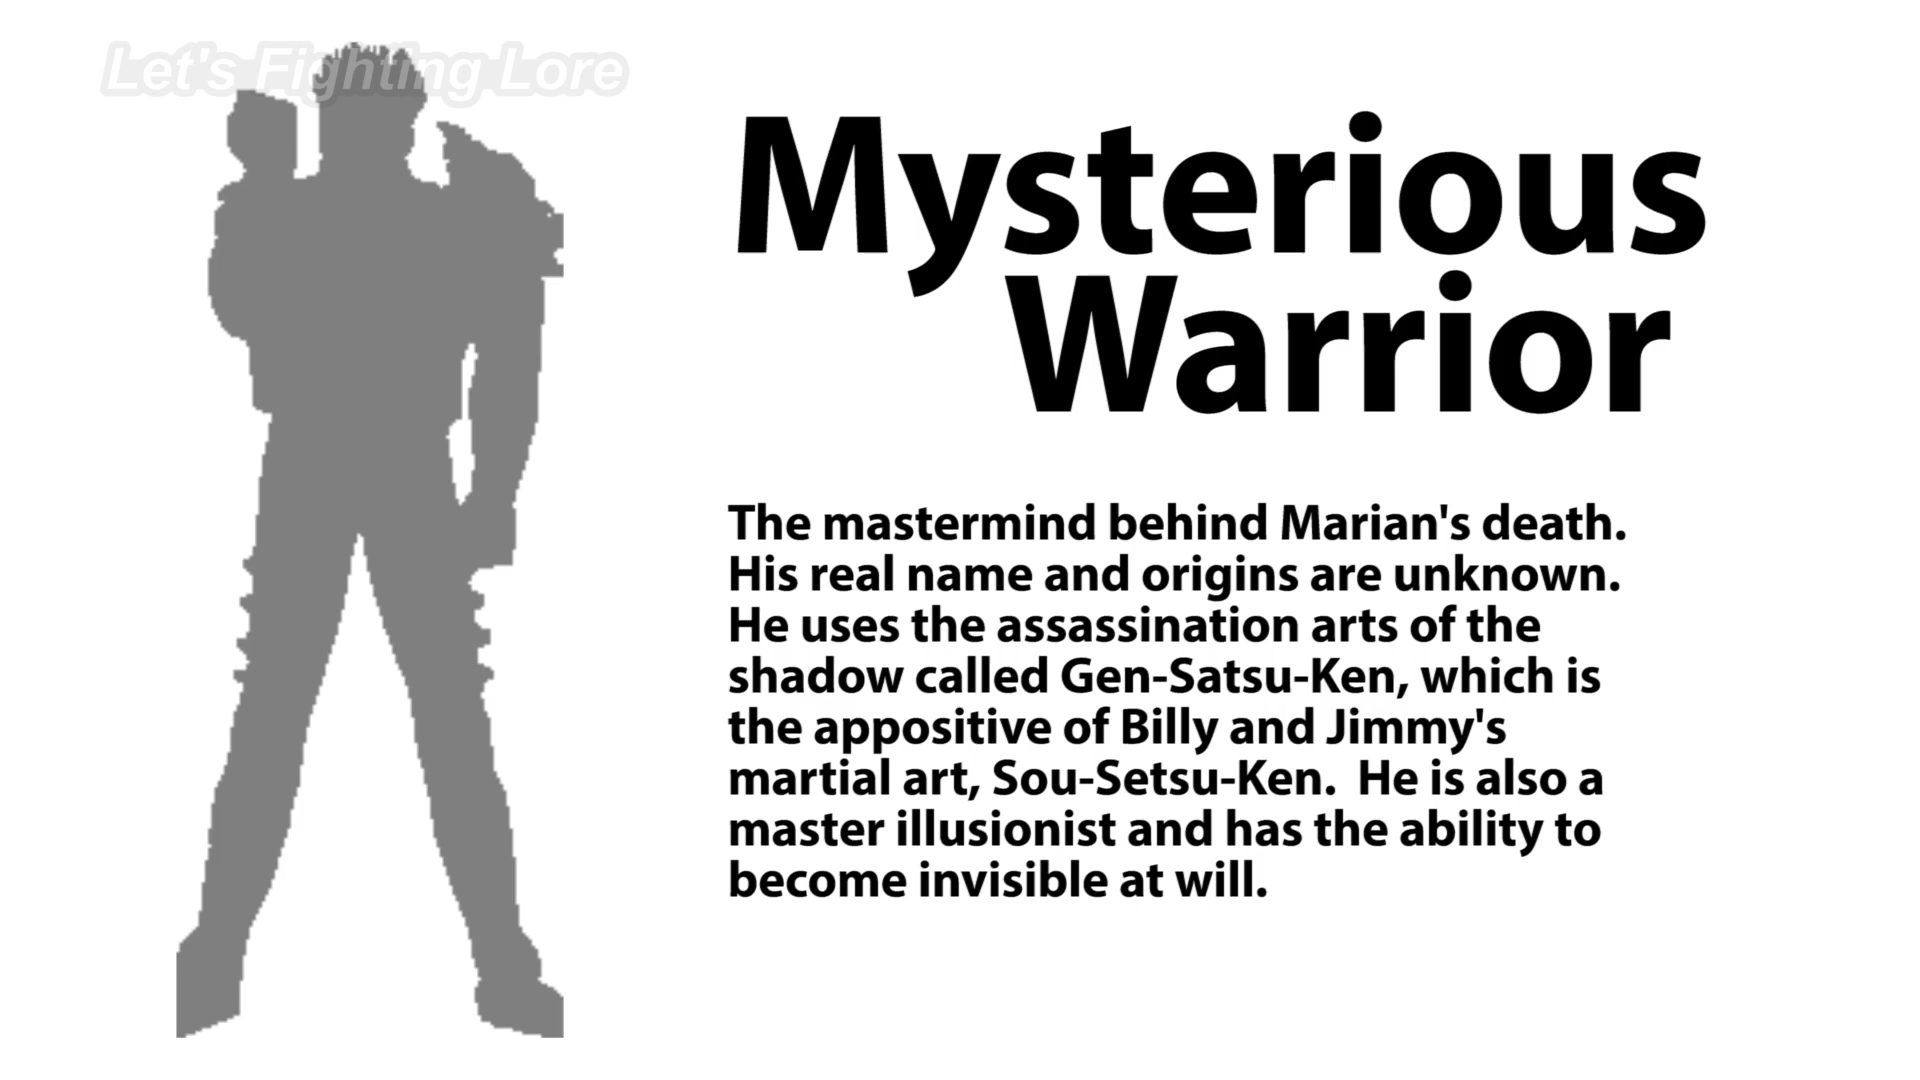 Let's Fighting Lore
Mysterious
Warrior
The mastermind behind Marian's death.
His real name and origins are unknown.
He uses the assassination arts of the
shadow called Gen-Satsu-Ken, which is
the appositive of Billy and Jimmy's
martial art, Sou-Setsu-Ken.  He is also a
master illusionist and has the ability to
become invisible at will.